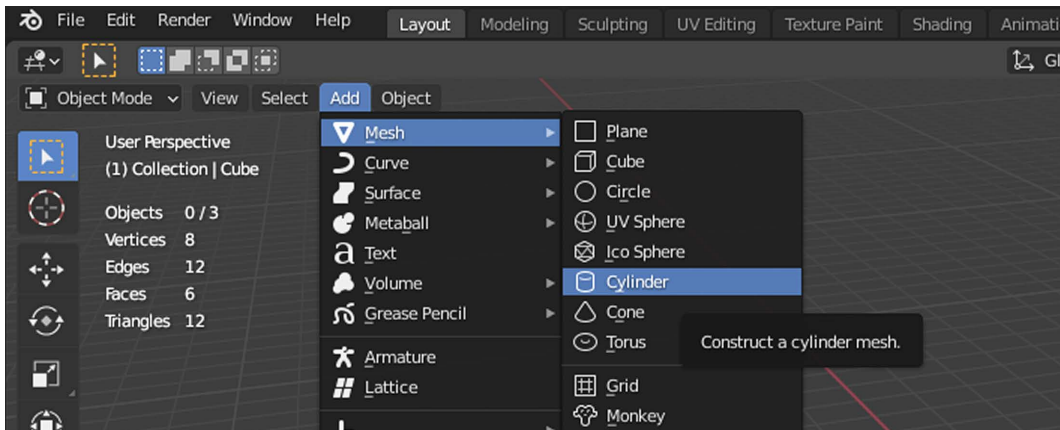 File Edit Render Window Help Layout Modeling Sculpting UV Editing Texture Paint Shading
Object Mode View Select Add Object
User Perspective
(1) Collection | Cube
Objects 0 / 3
Vertices 8
Edges 12
Faces 6
Triangles 12
Mesh
Curve
Surface
Metaball
Text
Volume
Grease Pencil
Armature
Lattice
Plane
Cube
Circle
UV Sphere
Ico Sphere
Cylinder
Cone
Torus
Grid
Monkey
Construct a cylinder mesh.